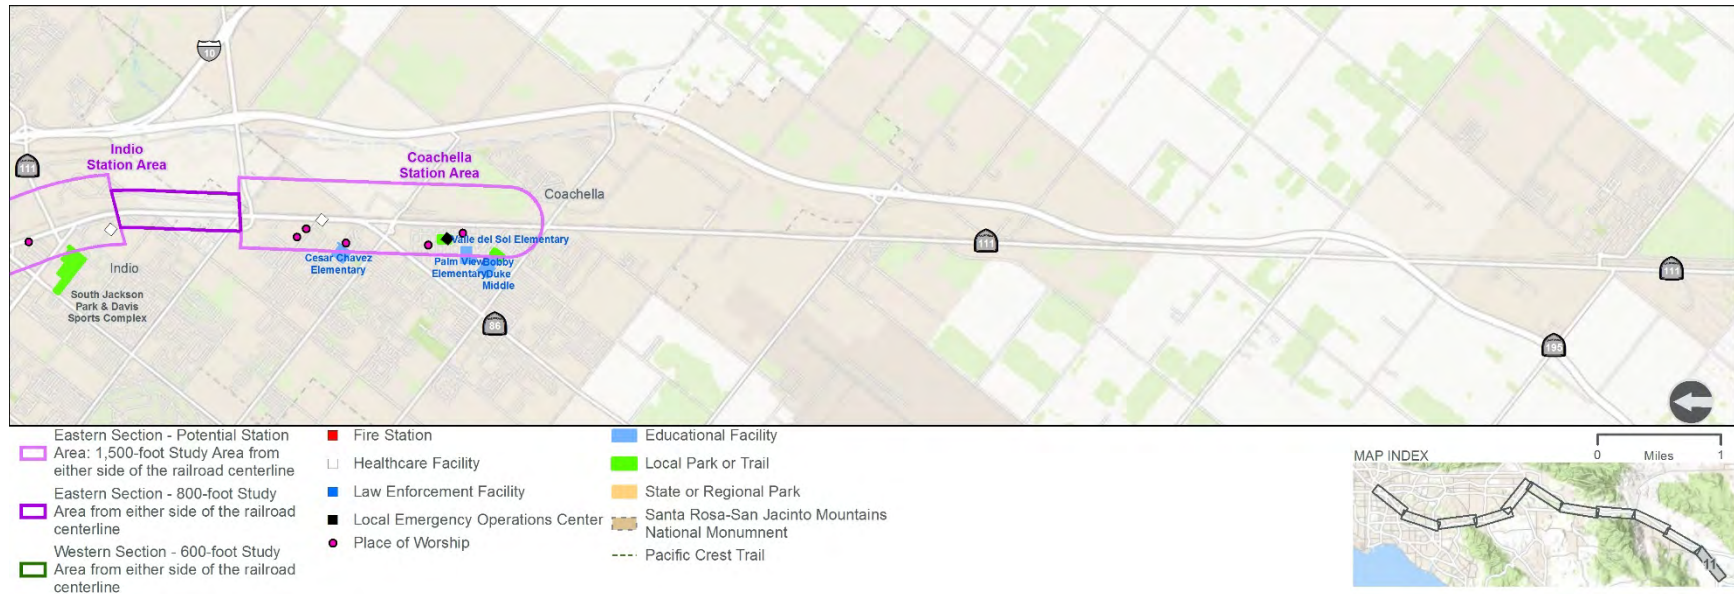 10
111
Indio
Station Area
Coachella
Station Area
Coachella
Valle del Sol Elementary
Cesar Chavez
Elementary
Palm View
Elementary
Bobby
Duke
Middle
Indio
South Jackson
Park & Davis
Sports Complex
86
111
111
195
Eastern Section - Potential Station
Area: 1,500-foot Study Area from
either side of the railroad centerline
Eastern Section - 800-foot Study
Area from either side of the railroad
centerline
Western Section - 600-foot Study
Area from either side of the railroad
centerline
Fire Station
Healthcare Facility
Law Enforcement Facility
Local Emergency Operations Center
Place of Worship
Educational Facility
Local Park or Trail
State or Regional Park
Santa Rosa-San Jacinto Mountains
National Monumnent
Pacific Crest Trail
0 Miles 1
MAP INDEX
11